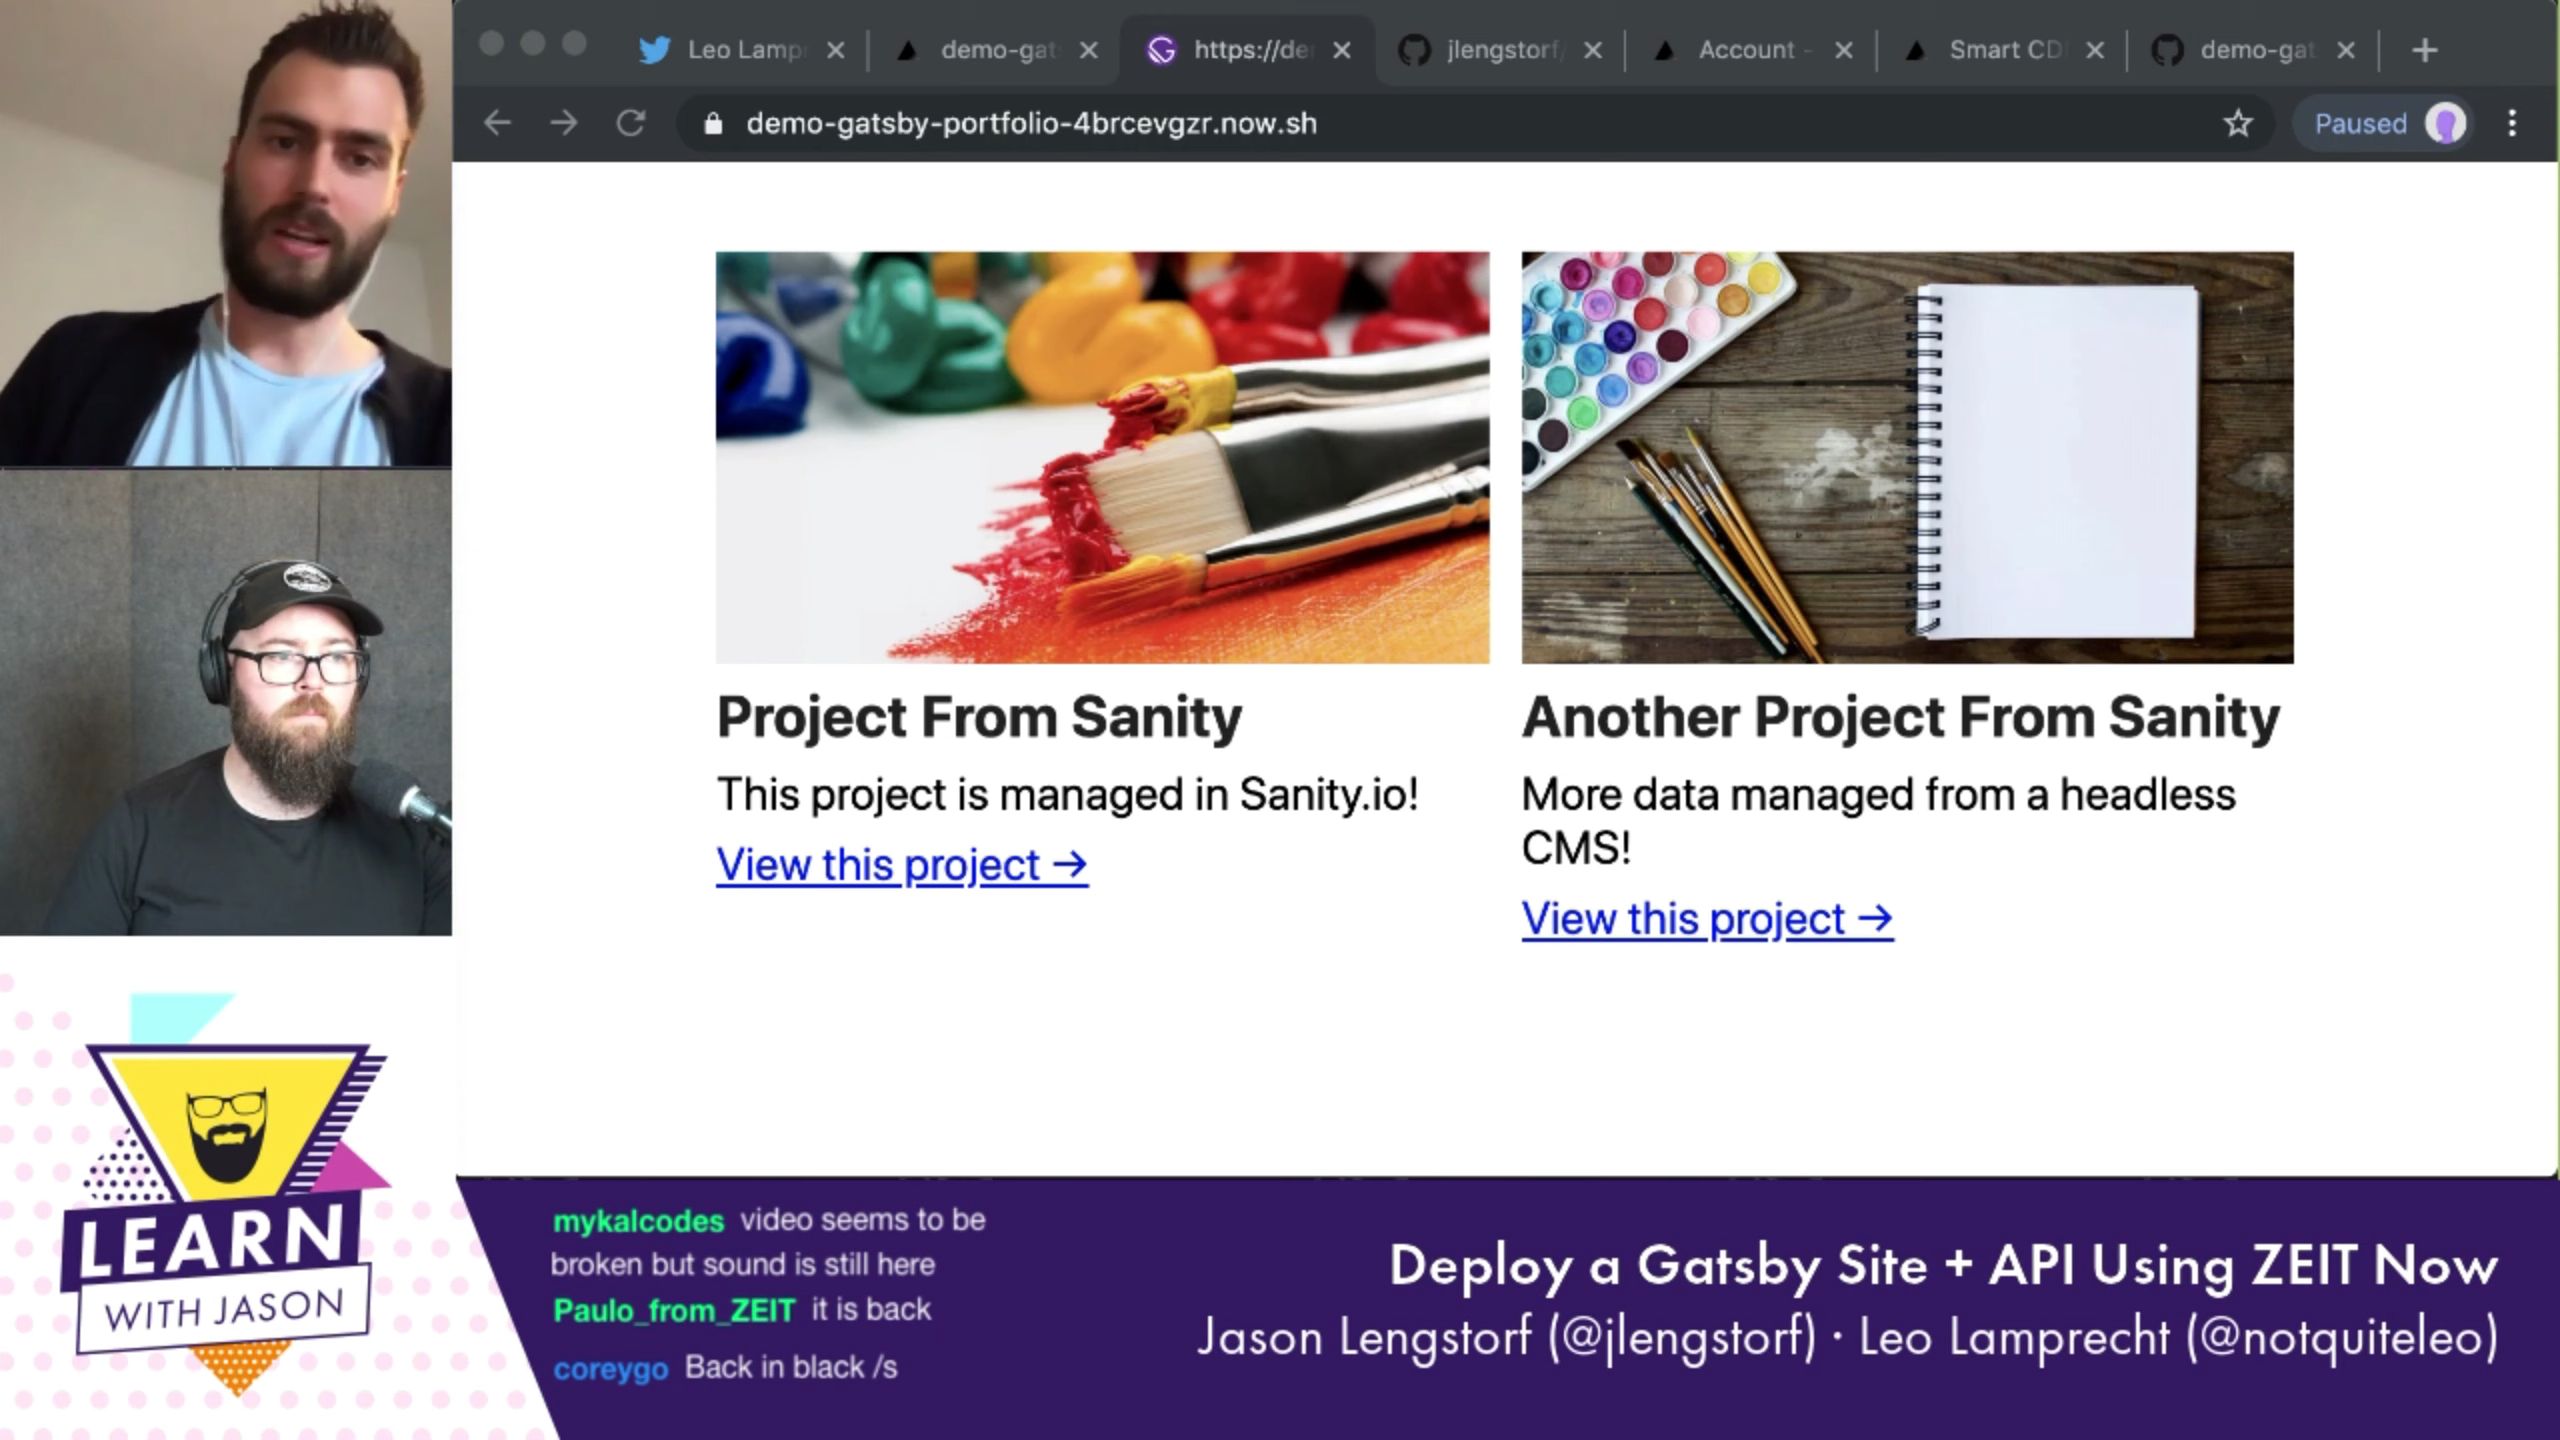 Leo Lamp
demo-gat
https://de
jlengstorf/
Account -
Smart CD
demo-gat
demo-gatsby-portfolio-4brcevgzr.now.sh
Paused
Project From Sanity
Another Project From Sanity
This project is managed in Sanity.io!
More data managed from a headless
CMS!
View this project →
View this project →
LEARN
WITH JASON
mykalcodes video seems to be
broken but sound is still here
Paulo_from_ZEIT it is back
coreygo Back in black /s
Deploy a Gatsby Site + API Using ZEIT Now
Jason Lengstorf (@jlengstorf) · Leo Lamprecht (@notquiteleo)